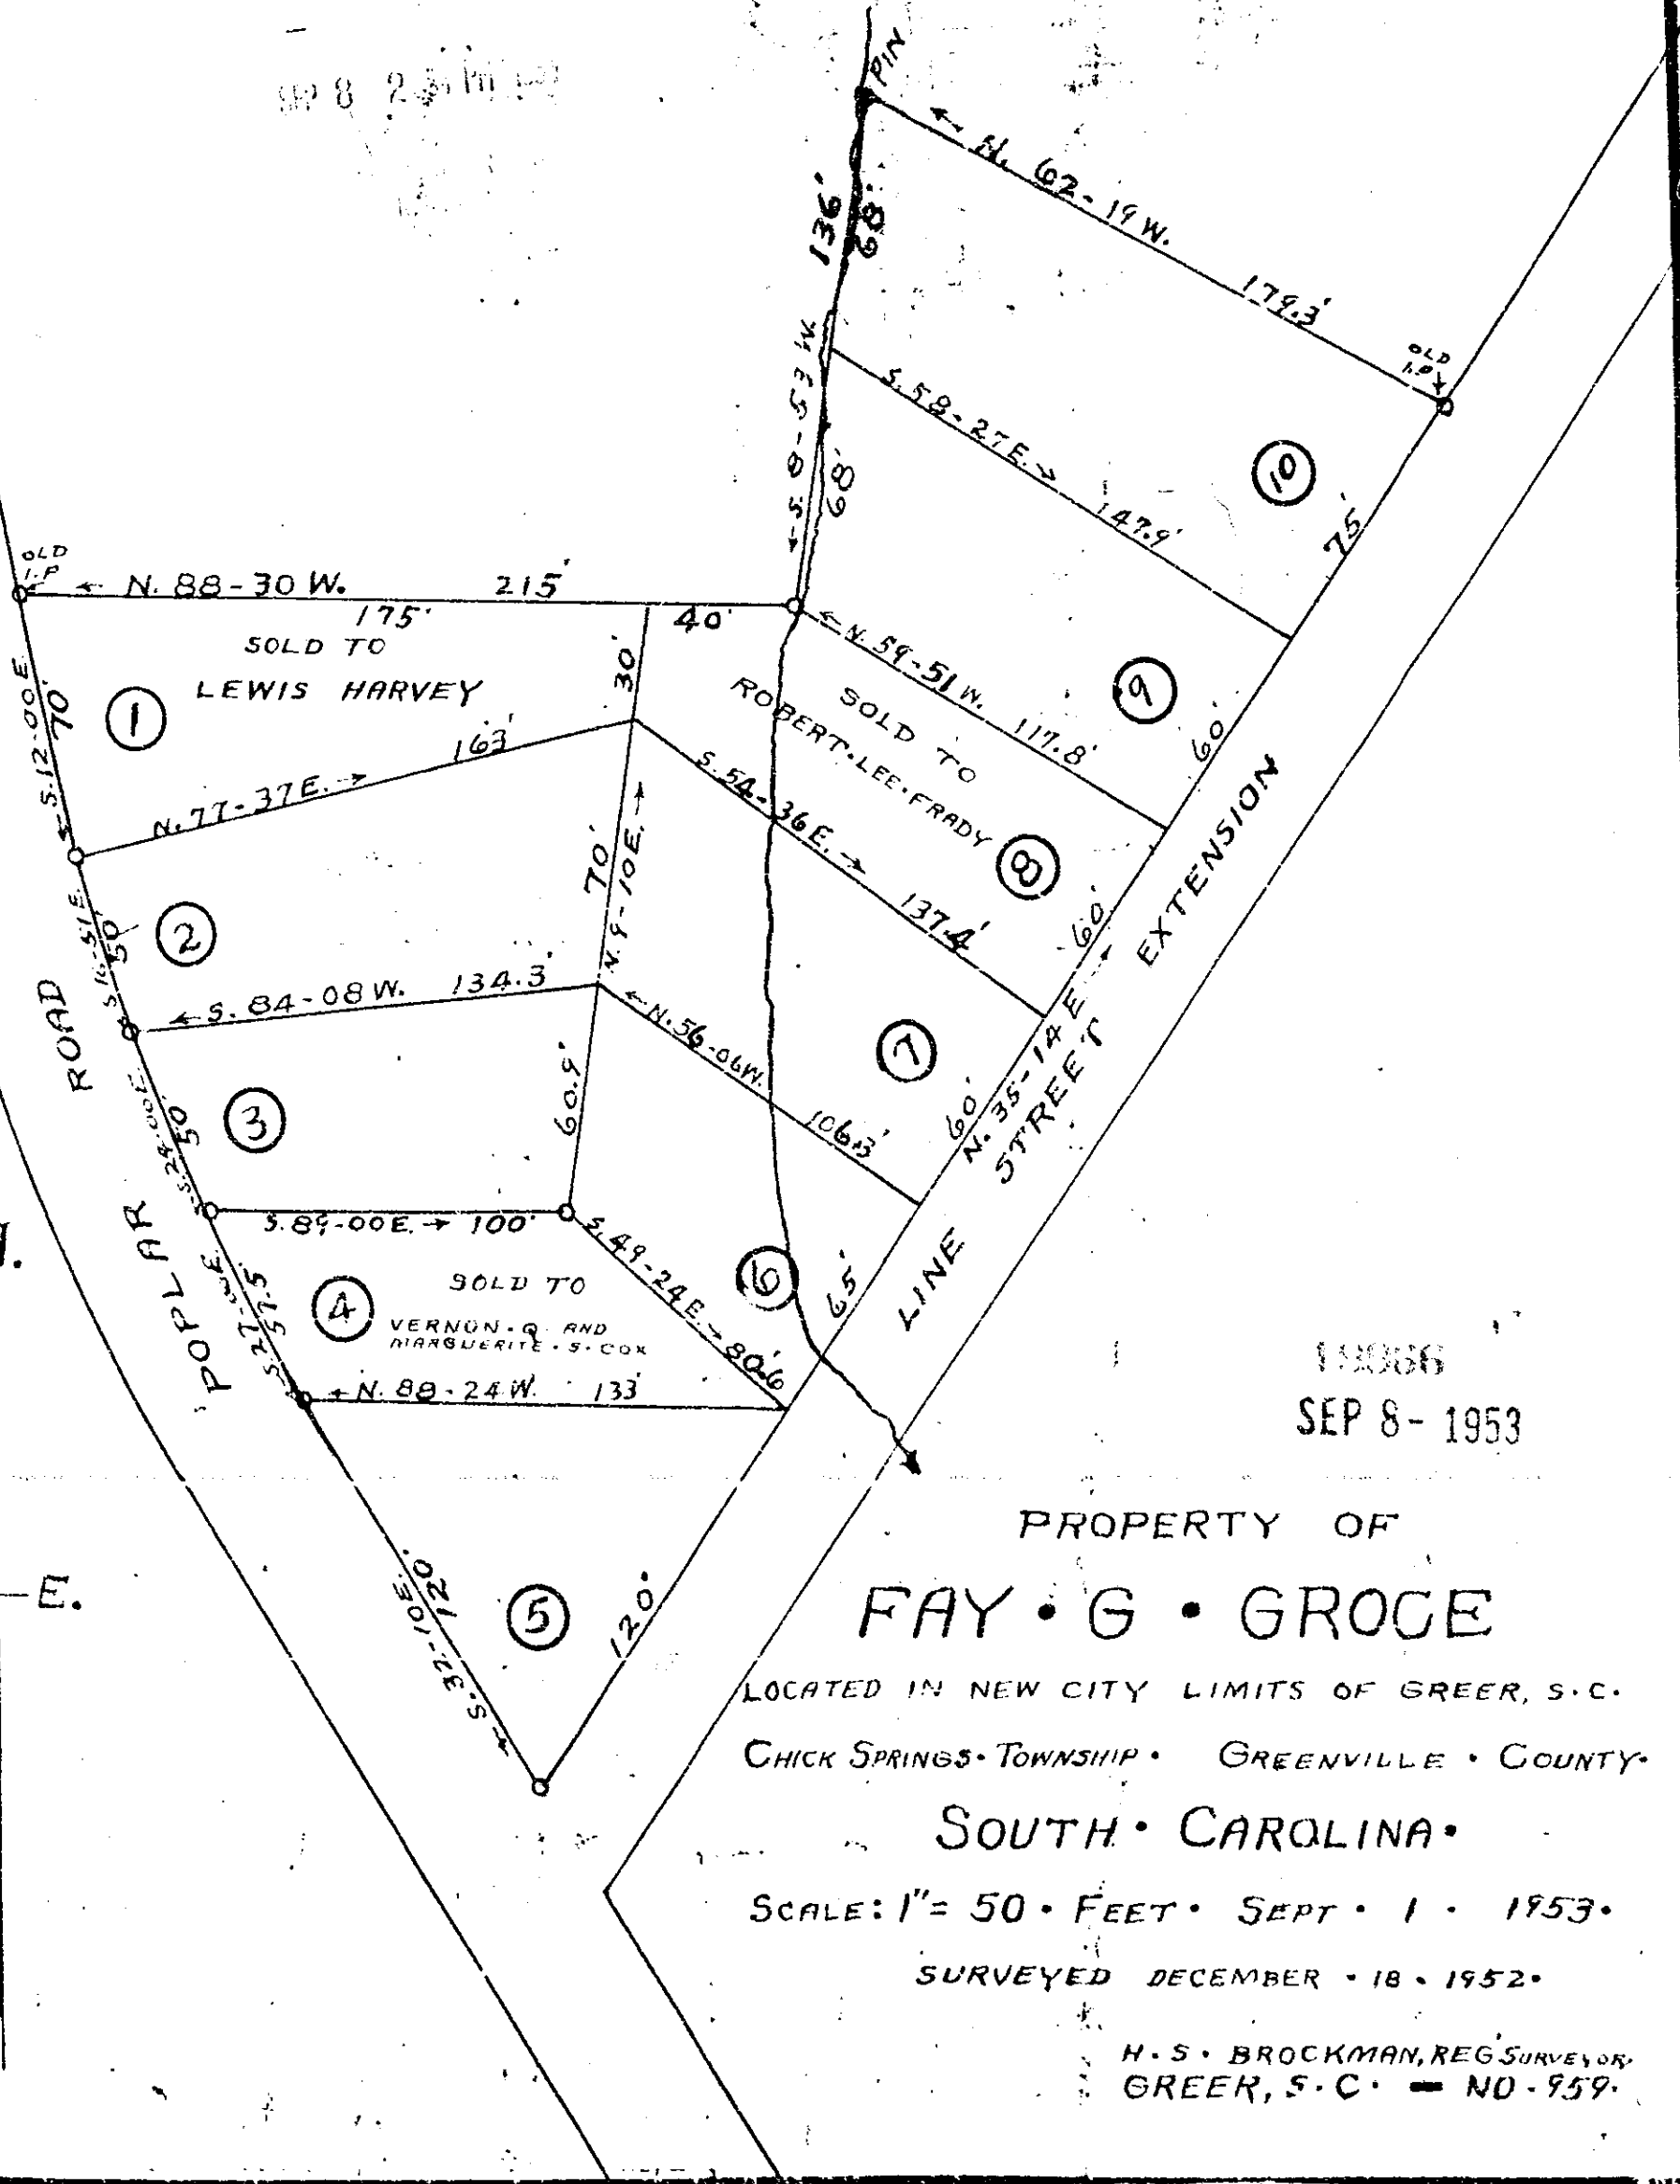 PIN
N. 62-19 W.
179.3'
OLD
I.P
136'
68'
S. 8-53 W.
68'
S. 58-27 E.
147.9'
10
75'
OLD
I.P
N. 88-30 W. 215'
175' 40'
SOLD TO
LEWIS HARVEY
1
S. 12-00 E.
70'
30'
N. 77-37 E. 163'
N. 59-51 W. 117.8'
9
60'
SOLD TO
ROBERT. LEE. FRADY
8
60'
S. 54-36 E. 137.4'
2
S. 16-51 E.
50'
70'
N. 9-10 E.
S. 84-08 W. 134.3'
N. 56-06 W. 106.3'
7
60'
N. 35-14 E
LINE STREET EXTENSION
3
50'
60.9'
S. 89-00 E. 100'
POPLAR ROAD
4
SOLD TO
VERNON. Q. AND
MARGUERITE. S. COX
57.5'
S. 49-24 E. 80.6'
6
65'
N. 88-24 W. 133'
5
120'
S. 32-10 E.
120'
E.
SEP 8- 1953
PROPERTY OF
FAY • G • GROCE
LOCATED IN NEW CITY LIMITS OF GREER, S.C.
CHICK SPRINGS • TOWNSHIP • GREENVILLE • COUNTY •
SOUTH • CAROLINA •
SCALE: 1"= 50 • FEET • SEPT • 1 • 1953 •
SURVEYED DECEMBER • 18 • 1952 •
H. S. BROCKMAN, REG SURVEYOR
GREER, S.C. — NO. 959.